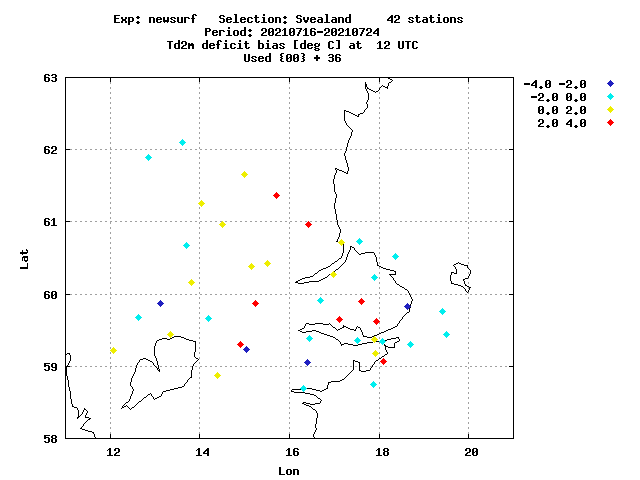 Exp: newsurf Selection: Svealand 42 stations
Period: 20210716-20210724
Td2m deficit bias [deg C] at 12 UTC
Used {00} + 36
-4.0 -2.0
-2.0 0.0
0.0 2.0
2.0 4.0
63
62
61
60
59
58
Lat
12 14 16 18 20
Lon